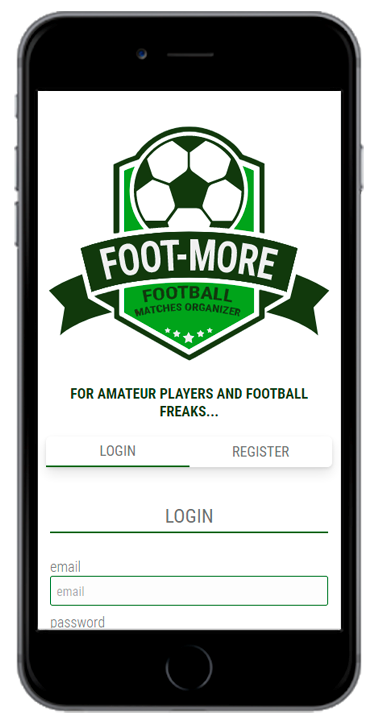 FOOT-MORE
FOOTBALL
MATCHES ORGANIZER
FOR AMATEUR PLAYERS AND FOOTBALL
FREAKS...
LOGIN REGISTER
LOGIN
email
email
password